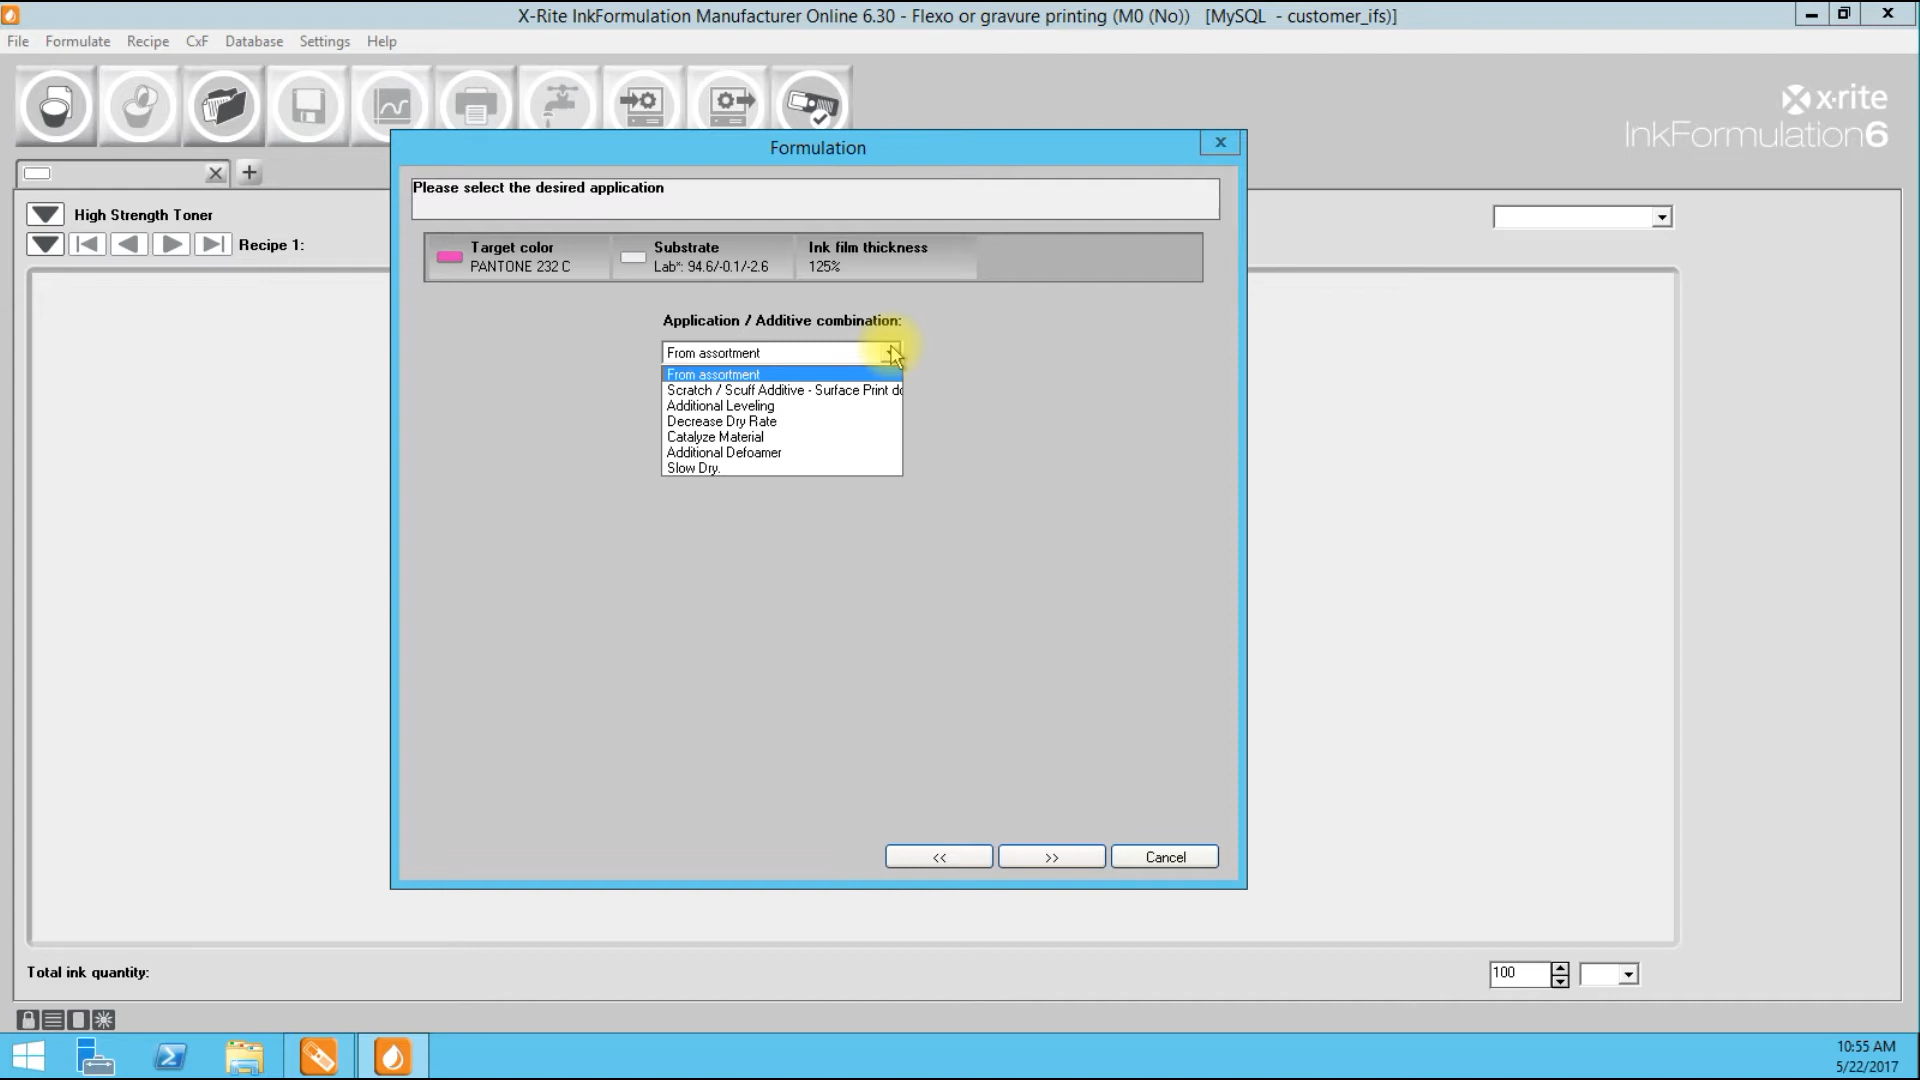 X-Rite InkFormulation Manufacturer Online 6.30 - Flexo or gravure printing (M0 (No)) [MySQL - customer_ifs)]
File Formulate Recipe CxF Database Settings Help
x·rite
InkFormulation6
Formulation
Please select the desired application
High Strength Toner
Recipe 1:
Target color
PANTONE 232 C
Substrate
Lab*: 94.6/-0.1/-2.6
Ink film thickness
125%
Application / Additive combination:
From assortment
From assortment
Scratch / Scuff Additive - Surface Print
Additional Leveling
Decrease Dry Rate
Catalyze Material
Additional Defoamer
Slow Dry.
<< >> Cancel
Total ink quantity:
100
10:55 AM
5/22/2017